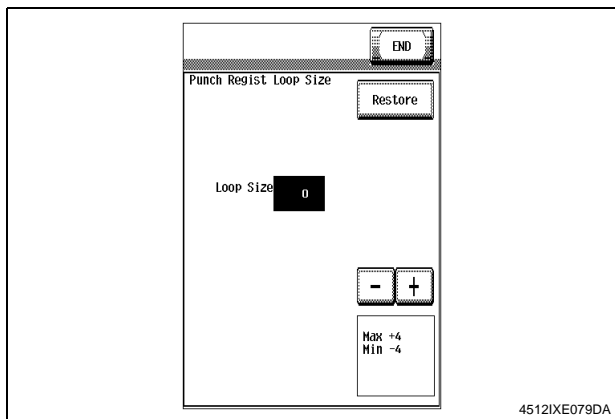 END
Punch Regist Loop Size
Restore
Loop Size 0
- +
Max +4
Min -4
4512IXE079DA